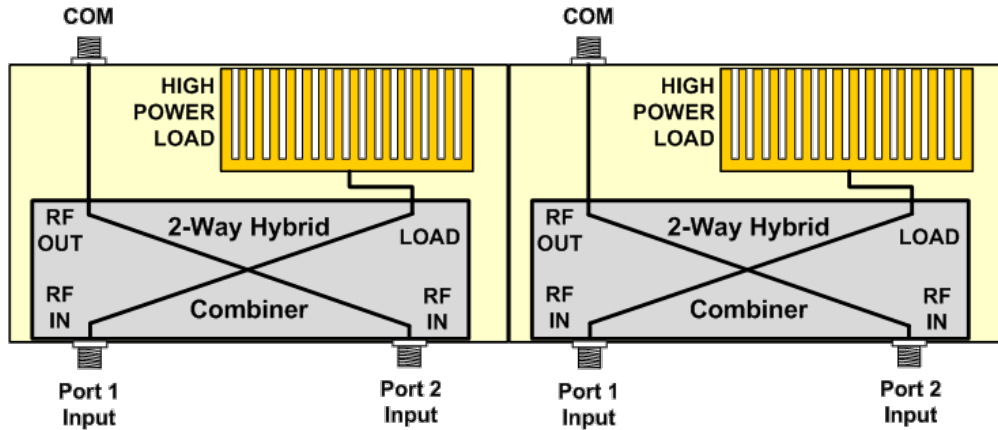 COM
HIGH
POWER
LOAD
RF
OUT
2-Way Hybrid
LOAD
RF
IN
Combiner
RF
IN
Port 1
Input
Port 2
Input
COM
HIGH
POWER
LOAD
RF
OUT
2-Way Hybrid
LOAD
RF
IN
Combiner
RF
IN
Port 1
Input
Port 2
Input